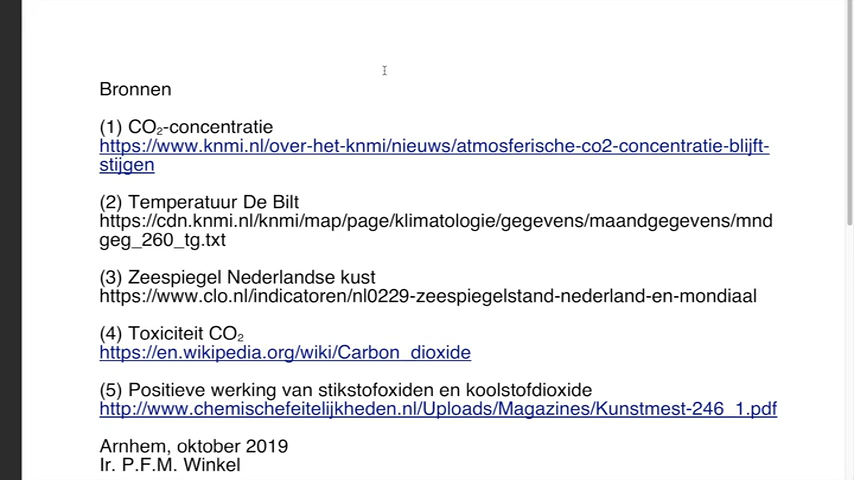 Bronnen
(1) CO₂-concentratie
https://www.knmi.nl/over-het-knmi/nieuws/atmosferische-co2-concentratie-blijft-
stijgen
(2) Temperatuur De Bilt
https://cdn.knmi.nl/knmi/map/page/klimatologie/gegevens/maandgegevens/mnd
geg_260_tg.txt
(3) Zeespiegel Nederlandse kust
https://www.clo.nl/indicatoren/nl0229-zeespiegelstand-nederland-en-mondiaal
(4) Toxiciteit CO₂
https://en.wikipedia.org/wiki/Carbon_dioxide
(5) Positieve werking van stikstofoxiden en koolstofdioxide
http://www.chemischefeitelijkheden.nl/Uploads/Magazines/Kunstmest-246_1.pdf
Arnhem, oktober 2019
Ir. P.F.M. Winkel